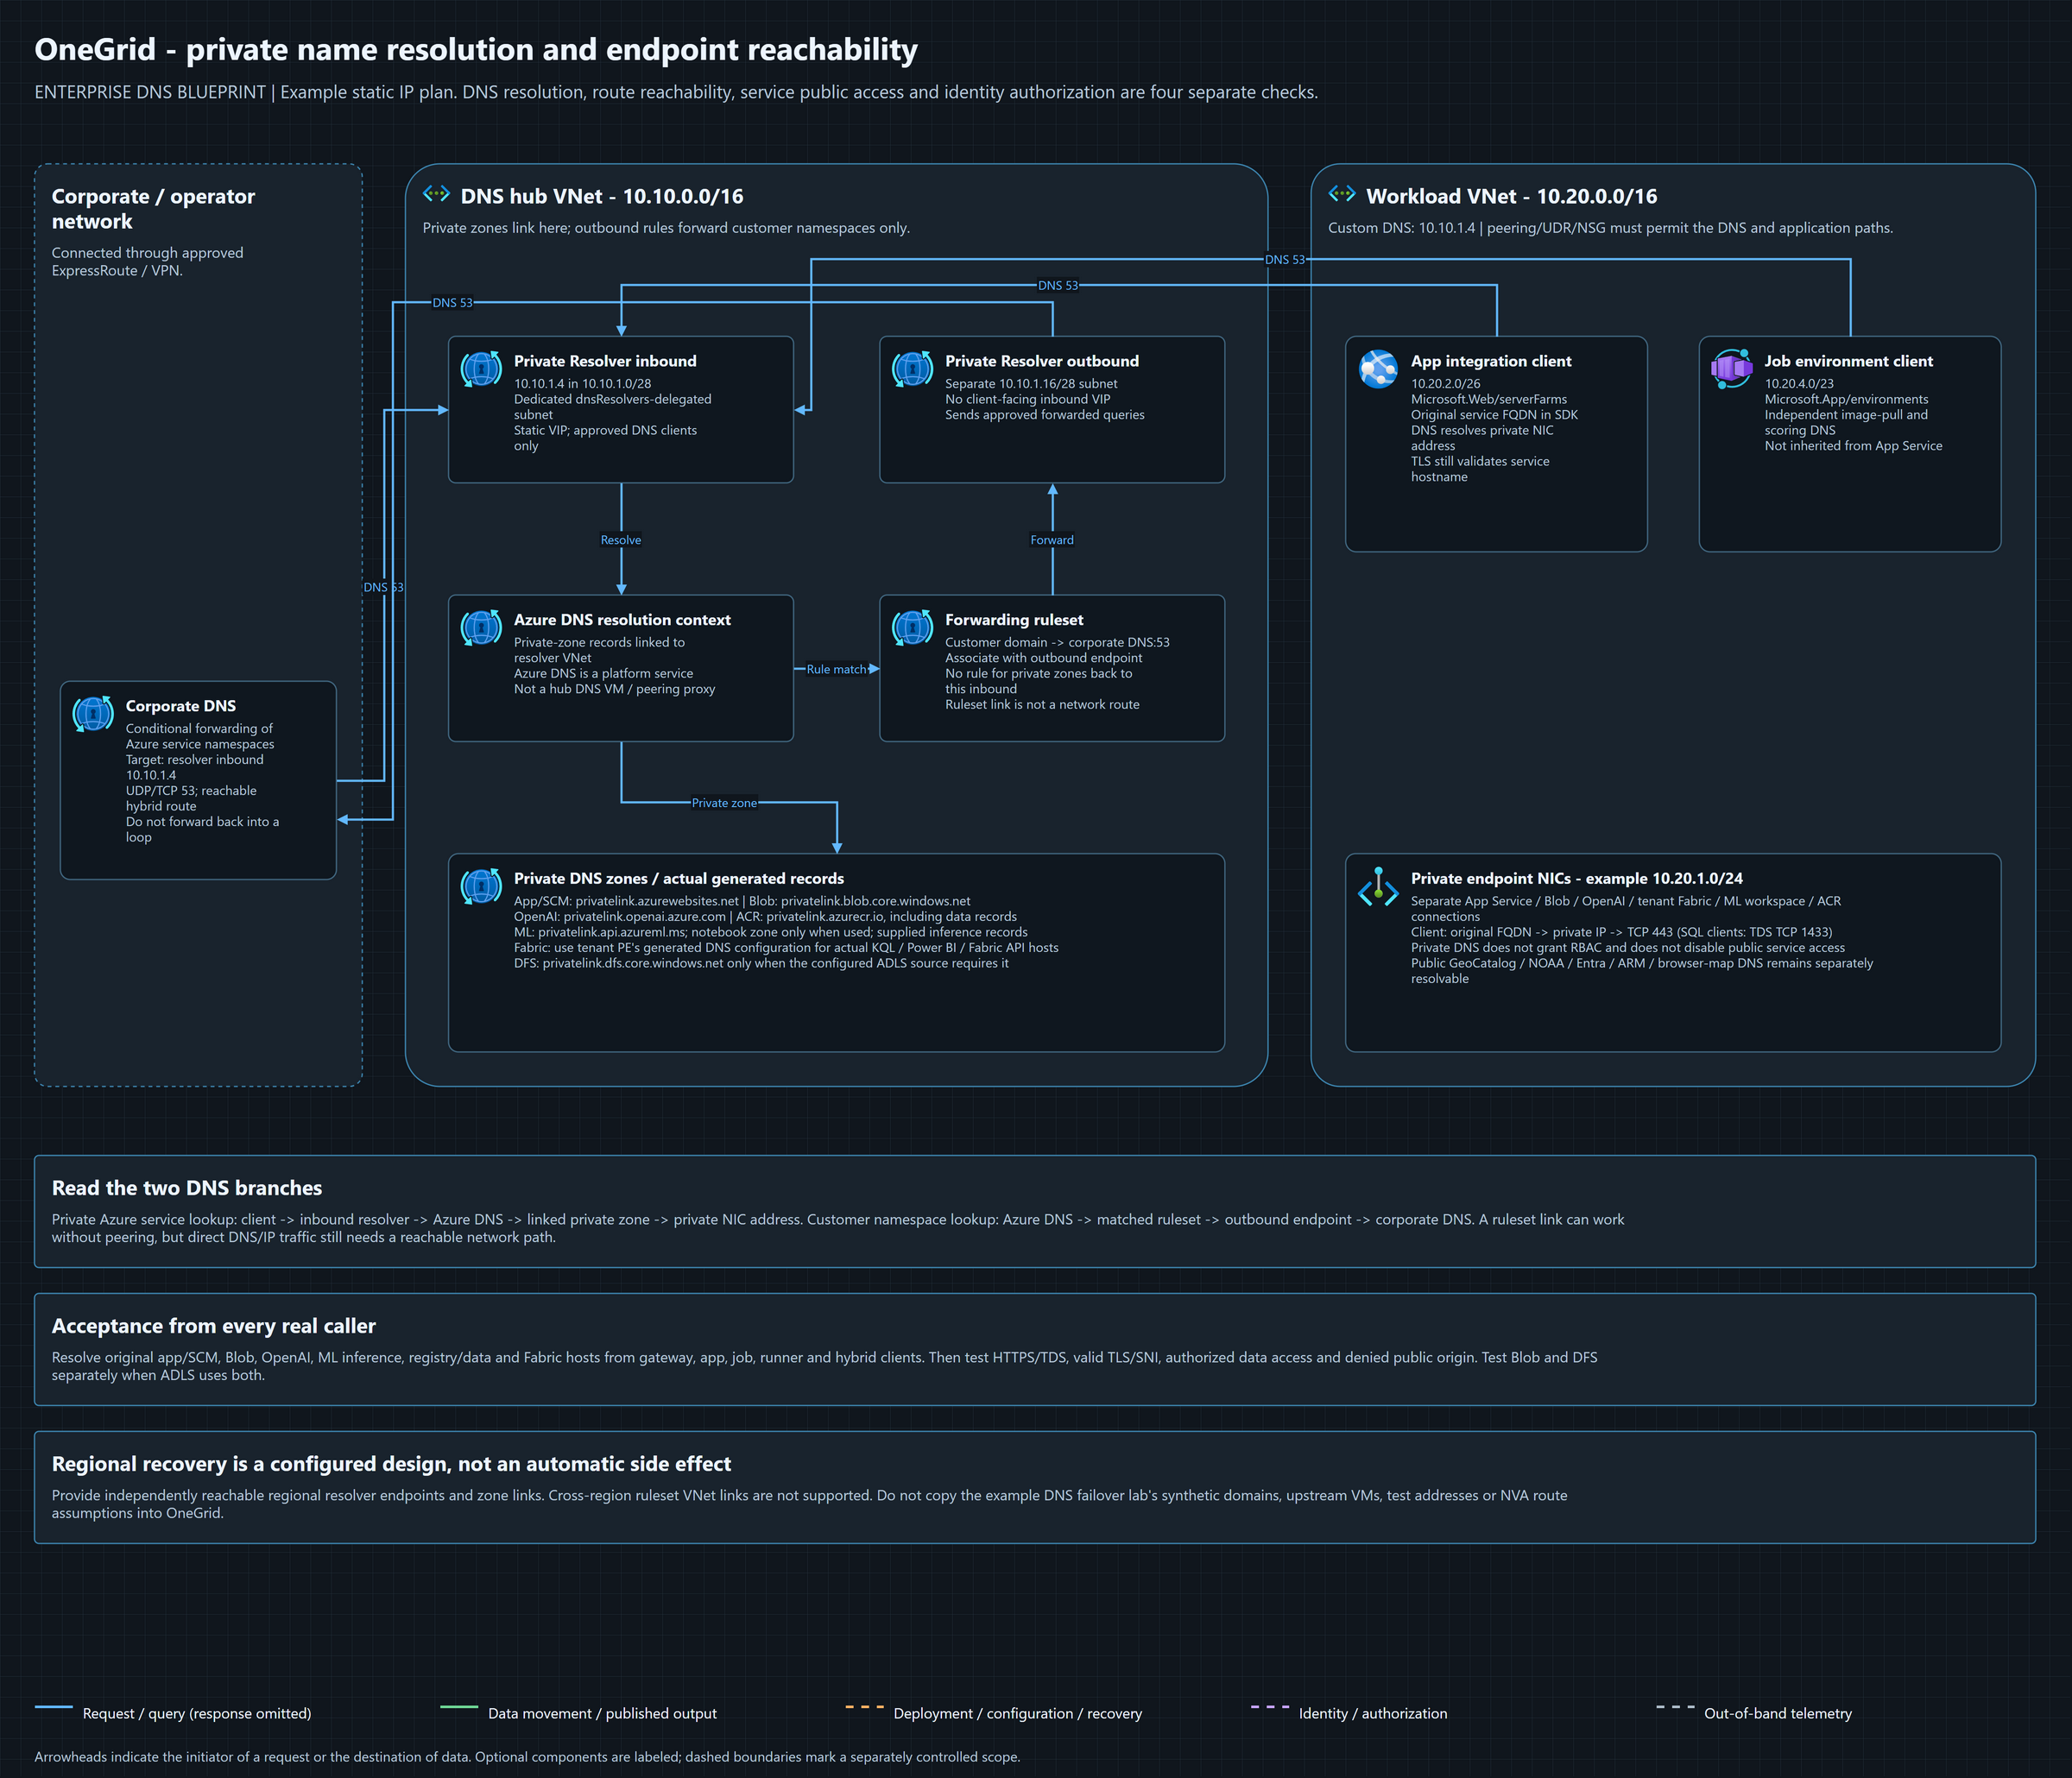 OneGrid - private name resolution and endpoint reachability
ENTERPRISE DNS BLUEPRINT | Example static IP plan. DNS resolution, route reachability, service public access and identity authorization are four separate checks.
Corporate / operator
network
Connected through approved
ExpressRoute / VPN.
DNS hub VNet - 10.10.0.0/16
Private zones link here; outbound rules forward customer namespaces only.
Workload VNet - 10.20.0.0/16
Custom DNS: 10.10.1.4 | peering/UDR/NSG must permit the DNS and application paths.
DNS 53
DNS 53
DNS 53
Private Resolver inbound
10.10.1.4 in 10.10.1.0/28
Dedicated dnsResolvers-delegated
subnet
Static VIP; approved DNS clients
only
Private Resolver outbound
Separate 10.10.1.16/28 subnet
No client-facing inbound VIP
Sends approved forwarded queries
App integration client
10.20.2.0/26
Microsoft.Web/serverFarms
Original service FQDN in SDK
DNS resolves private NIC
address
TLS still validates service
hostname
Job environment client
10.20.4.0/23
Microsoft.App/environments
Independent image-pull and
scoring DNS
Not inherited from App Service
Resolve
Forward
DNS 53
Azure DNS resolution context
Private-zone records linked to
resolver VNet
Azure DNS is a platform service
Not a hub DNS VM / peering proxy
Rule match
Forwarding ruleset
Customer domain -> corporate DNS:53
Associate with outbound endpoint
No rule for private zones back to
this inbound
Ruleset link is not a network route
Corporate DNS
Conditional forwarding of
Azure service namespaces
Target: resolver inbound
10.10.1.4
UDP/TCP 53; reachable
hybrid route
Do not forward back into a
loop
Private zone
Private DNS zones / actual generated records
App/SCM: privatelink.azurewebsites.net | Blob: privatelink.blob.core.windows.net
OpenAI: privatelink.openai.azure.com | ACR: privatelink.azurecr.io, including data records
ML: privatelink.api.azureml.ms; notebook zone only when used; supplied inference records
Fabric: use tenant PE's generated DNS configuration for actual KQL / Power BI / Fabric API hosts
DFS: privatelink.dfs.core.windows.net only when the configured ADLS source requires it
Private endpoint NICs - example 10.20.1.0/24
Separate App Service / Blob / OpenAI / tenant Fabric / ML workspace / ACR
connections
Client: original FQDN -> private IP -> TCP 443 (SQL clients: TDS TCP 1433)
Private DNS does not grant RBAC and does not disable public service access
Public GeoCatalog / NOAA / Entra / ARM / browser-map DNS remains separately
resolvable
Read the two DNS branches
Private Azure service lookup: client -> inbound resolver -> Azure DNS -> linked private zone -> private NIC address. Customer namespace lookup: Azure DNS -> matched ruleset -> outbound endpoint -> corporate DNS. A ruleset link can work
without peering, but direct DNS/IP traffic still needs a reachable network path.
Acceptance from every real caller
Resolve original app/SCM, Blob, OpenAI, ML inference, registry/data and Fabric hosts from gateway, app, job, runner and hybrid clients. Then test HTTPS/TDS, valid TLS/SNI, authorized data access and denied public origin. Test Blob and DFS
separately when ADLS uses both.
Regional recovery is a configured design, not an automatic side effect
Provide independently reachable regional resolver endpoints and zone links. Cross-region ruleset VNet links are not supported. Do not copy the example DNS failover lab's synthetic domains, upstream VMs, test addresses or NVA route
assumptions into OneGrid.
Request / query (response omitted)
Data movement / published output
Deployment / configuration / recovery
Identity / authorization
Out-of-band telemetry
Arrowheads indicate the initiator of a request or the destination of data. Optional components are labeled; dashed boundaries mark a separately controlled scope.